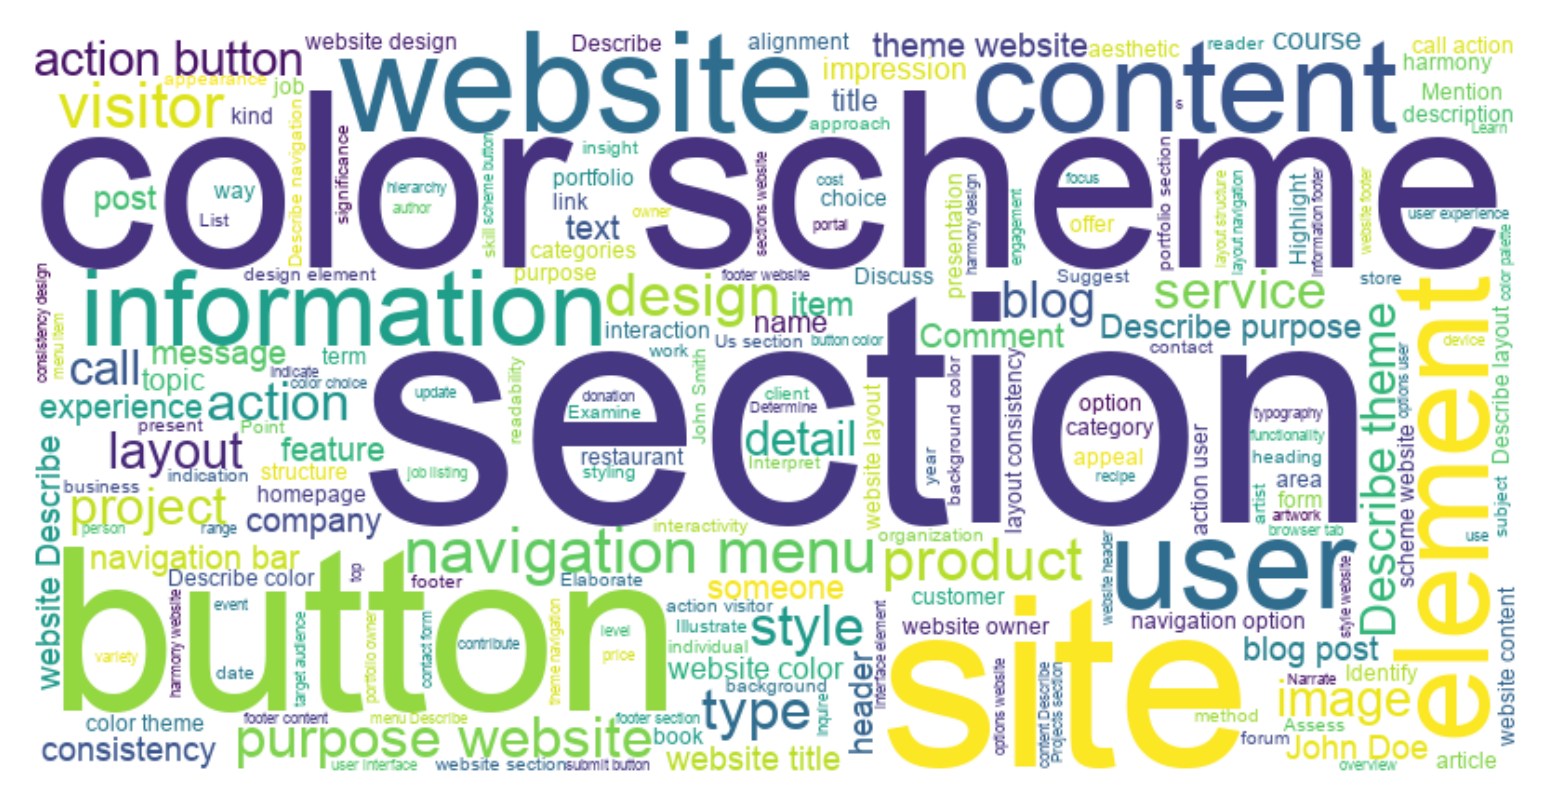 action button
website design
Describe
alignment
theme website
aesthetic
reader
course
call action
harmony
appearance
job
visitor
kind
website
impression
title
approach
content
s
Mention
description
Learn
color scheme
post
way
List
Describe navigation
significance
hierarchy
author
skill scheme button
insight
portfolio
link
text
categories
owner
sections website
cost
choice
portal
presentation
harmony design
engagement
focus
offer
portfolio section
layout structure
layout navigation
Highlight
information footer
website footer
user experience
color palette
consistency design
menu item
design element
information
purpose
design
footer website
item
Discuss
Suggest
blog
service
store
element
interaction
name
work
Us section
button color
Comment
Describe purpose
contact
Describe theme
device
options user
Describe layout
call
message
topic
term
Indicate
color choice
experience
action
present
Point
layout
feature
indication
structure
business
job listing
section
update
readability
donation
Examine
restaurant
styling
John Smith
client
Determine
detail
Interpret
website layout
year
background color
layout consistency
option
category
appeal
recipe
action user
typography
functionality
heading
area
form
artist
artwork
browser tab
scheme website
subject
use
website Describe
project
person
range
homepage
company
interactivity
organization
navigation bar
navigation menu
product
user
website header
style website
button
Describe color
top
footer
Elaborate
someone
customer
website owner
navigation option
blog post
event
harmony website
variety
date
target audience
portfolio owner
contact form
contribute
theme navigation
level
price
action visitor
Illustrate
individual
style
website color
interface element
site
background
type
Inquire
header
options website
content Describe
Projects section
Narrate
Identify
image
method
Assess
forum
John Doe
overview
article
website content
color theme
consistency
footer content
menu Describe
purpose website
user interface
website section
submit button
footer section
book
website title